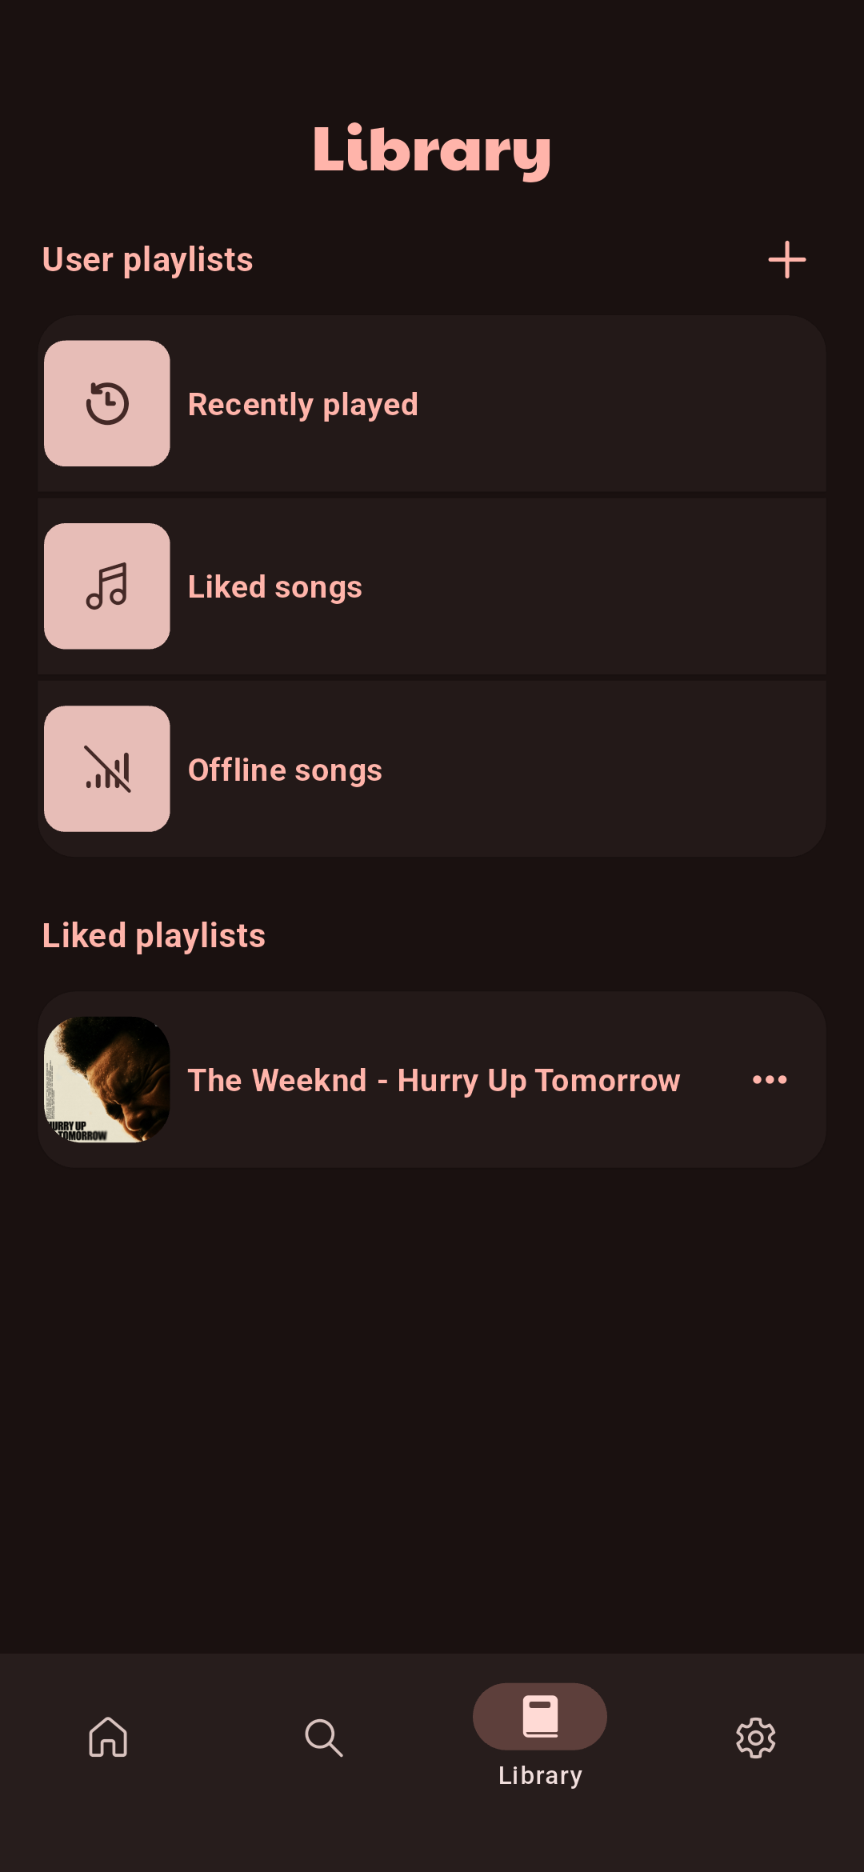 Library
User playlists
Recently played
Liked songs
Offline songs
Liked playlists
HURRY UP
TOMORROW
The Weeknd - Hurry Up Tomorrow
Library